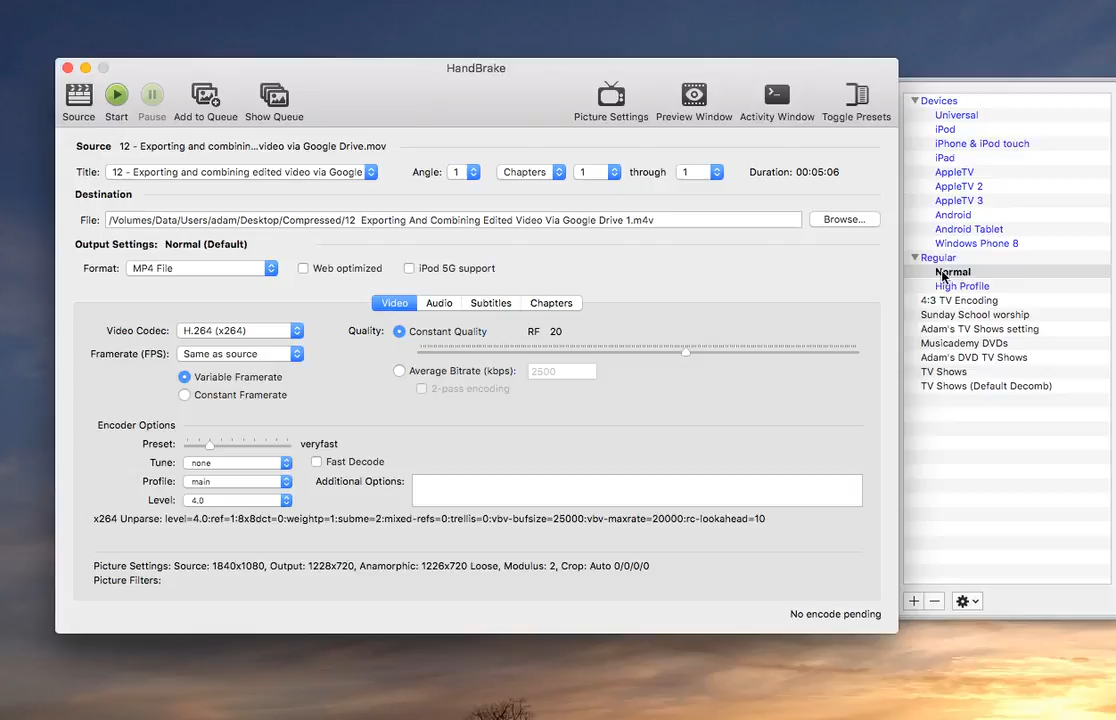 HandBrake
Source Start Pause Add to Queue Show Queue Picture Settings Preview Window Activity Window Toggle Presets
Source 12 - Exporting and combinin...video via Google Drive.mov
Title: 12 - Exporting and combining edited video via Google Angle: 1 Chapters 1 through 1 Duration: 00:05:06
Destination
File: /Volumes/Data/Users/adam/Desktop/Compressed/12 Exporting And Combining Edited Video Via Google Drive 1.m4v Browse...
Output Settings: Normal (Default)
Format: MP4 File Web optimized iPod 5G support
Video Audio Subtitles Chapters
Video Codec: H.264 (x264) Quality: Constant Quality RF 20
Framerate (FPS): Same as source
Variable Framerate Average Bitrate (kbps): 2500
Constant Framerate 2-pass encoding
Encoder Options
Preset: veryfast
Tune: none Fast Decode
Profile: main Additional Options:
Level: 4.0
x264 Unparse: level=4.0:ref=1:8x8dct=0:weightp=1:subme=2:mixed-refs=0:trellis=0:vbv-bufsize=25000:vbv-maxrate=20000:rc-lookahead=10
Picture Settings: Source: 1840x1080, Output: 1228x720, Anamorphic: 1226x720 Loose, Modulus: 2, Crop: Auto 0/0/0/0
Picture Filters:
No encode pending
Devices
Universal
iPod
iPhone & iPod touch
iPad
AppleTV
AppleTV 2
AppleTV 3
Android
Android Tablet
Windows Phone 8
Regular
Normal
High Profile
4:3 TV Encoding
Sunday School worship
Adam's TV Shows setting
Musicademy DVDs
Adam's DVD TV Shows
TV Shows
TV Shows (Default Decomb)